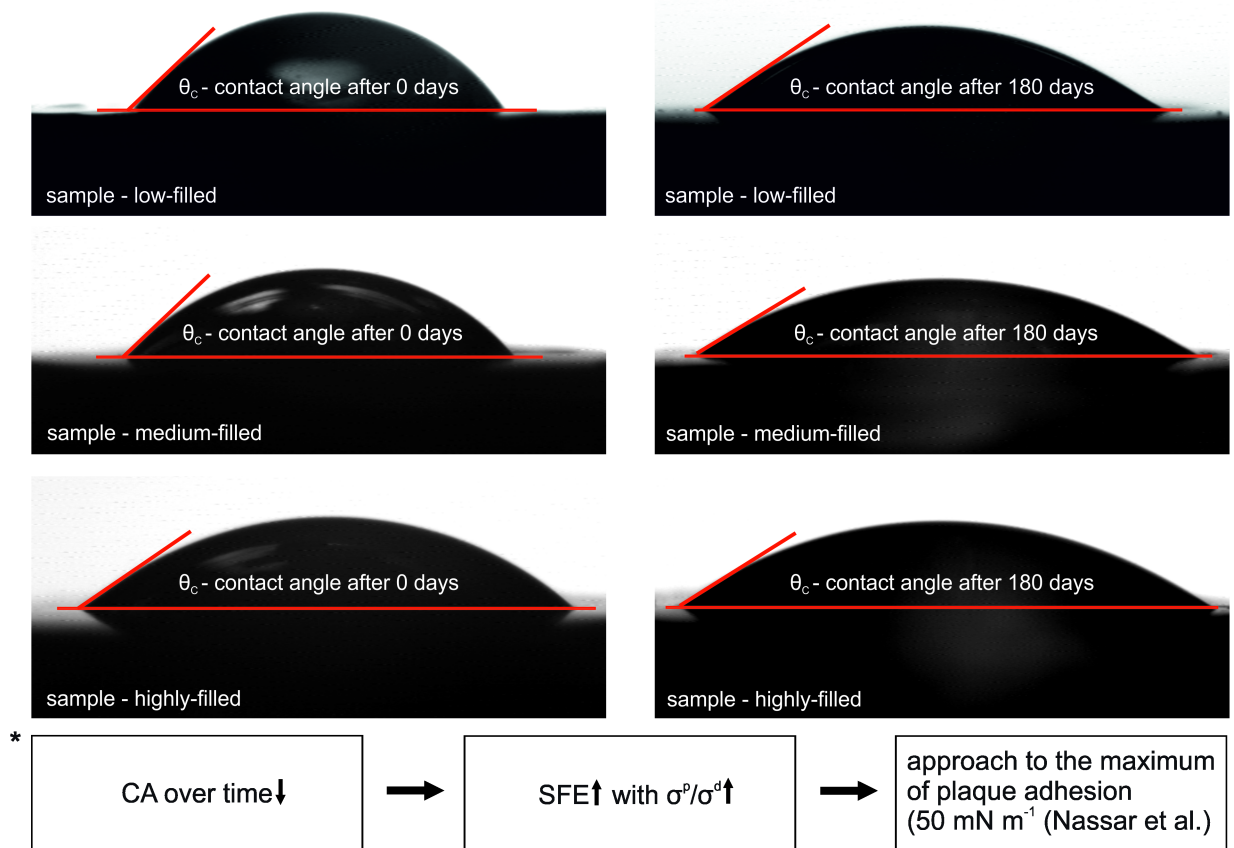 θc - contact angle after 0 days
sample - low-filled
θc - contact angle after 180 days
sample - low-filled
θc - contact angle after 0 days
sample - medium-filled
θc - contact angle after 180 days
sample - medium-filled
θc - contact angle after 0 days
sample - highly-filled
θc - contact angle after 180 days
sample - highly-filled
*
CA over time↓
SFE↑ with σᵖ/σᵈ↑
approach to the maximum
of plaque adhesion
(50 mN m⁻¹ (Nassar et al.)